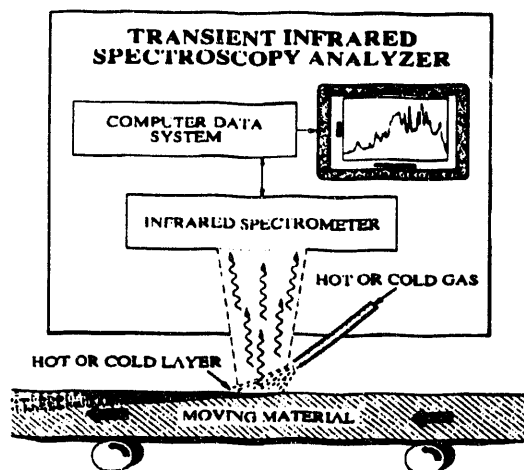 TRANSIENT INFRARED
SPECTROSCOPY ANALYZER
COMPUTER DATA
SYSTEM
INFRARED SPECTROMETER
HOT OR COLD GAS
HOT OR COLD LAYER
MOVING MATERIAL